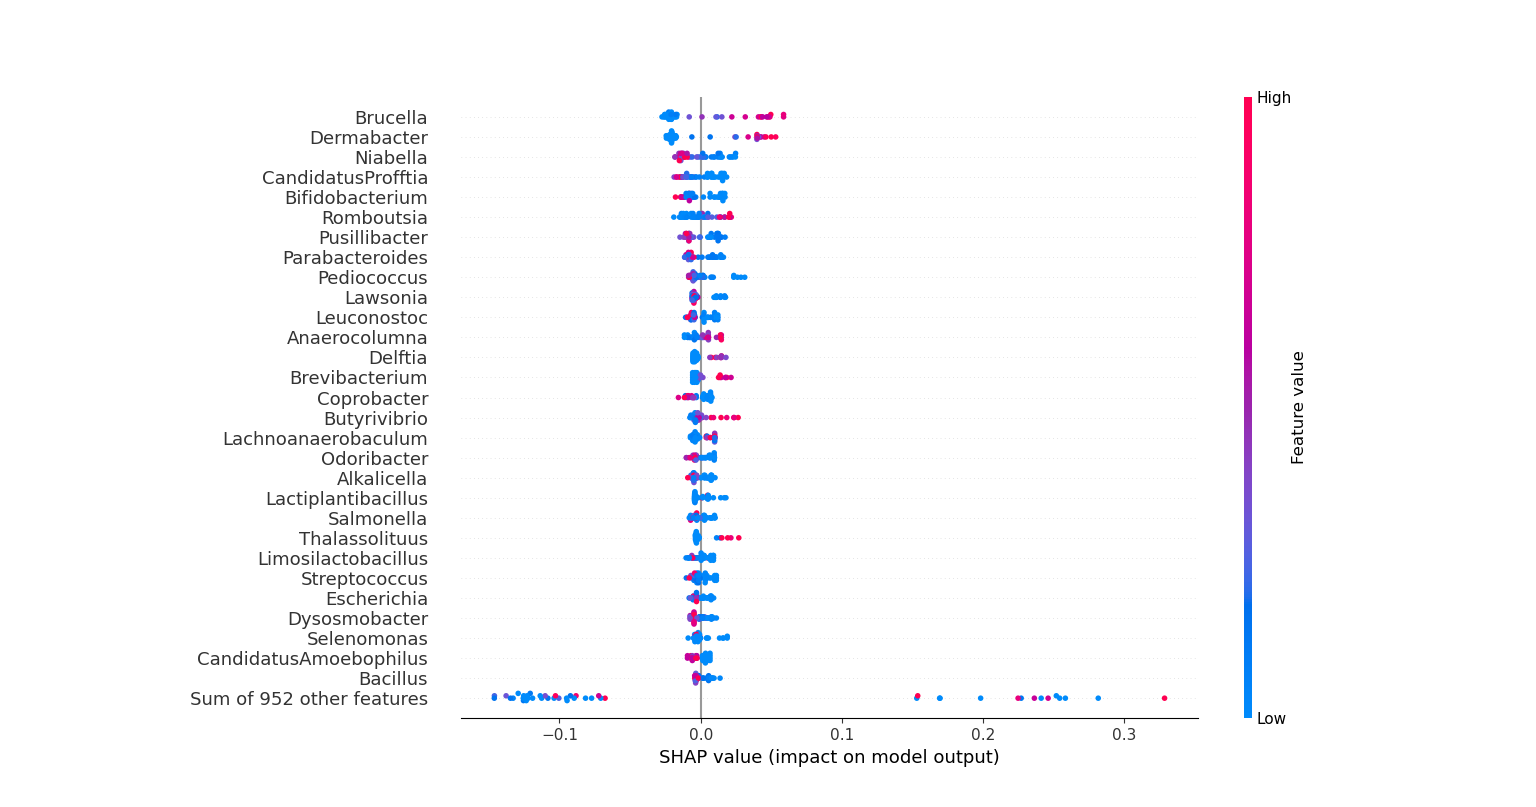 High
Brucella
Dermabacter
Niabella
CandidatusProfftia
Bifidobacterium
Romboutsia
Pusillibacter
Parabacteroides
Pediococcus
Lawsonia
Leuconostoc
Anaerocolumna
Delftia
Brevibacterium
Coprobacter
Butyrivibrio
Lachnoanaerobaculum
Odoribacter
Alkalicella
Lactiplantibacillus
Salmonella
Thalassolituus
Limosilactobacillus
Streptococcus
Escherichia
Dysosmobacter
Selenomonas
CandidatusAmoebophilus
Bacillus
Sum of 952 other features
Feature value
Low
−0.1 0.0 0.1 0.2 0.3
SHAP value (impact on model output)